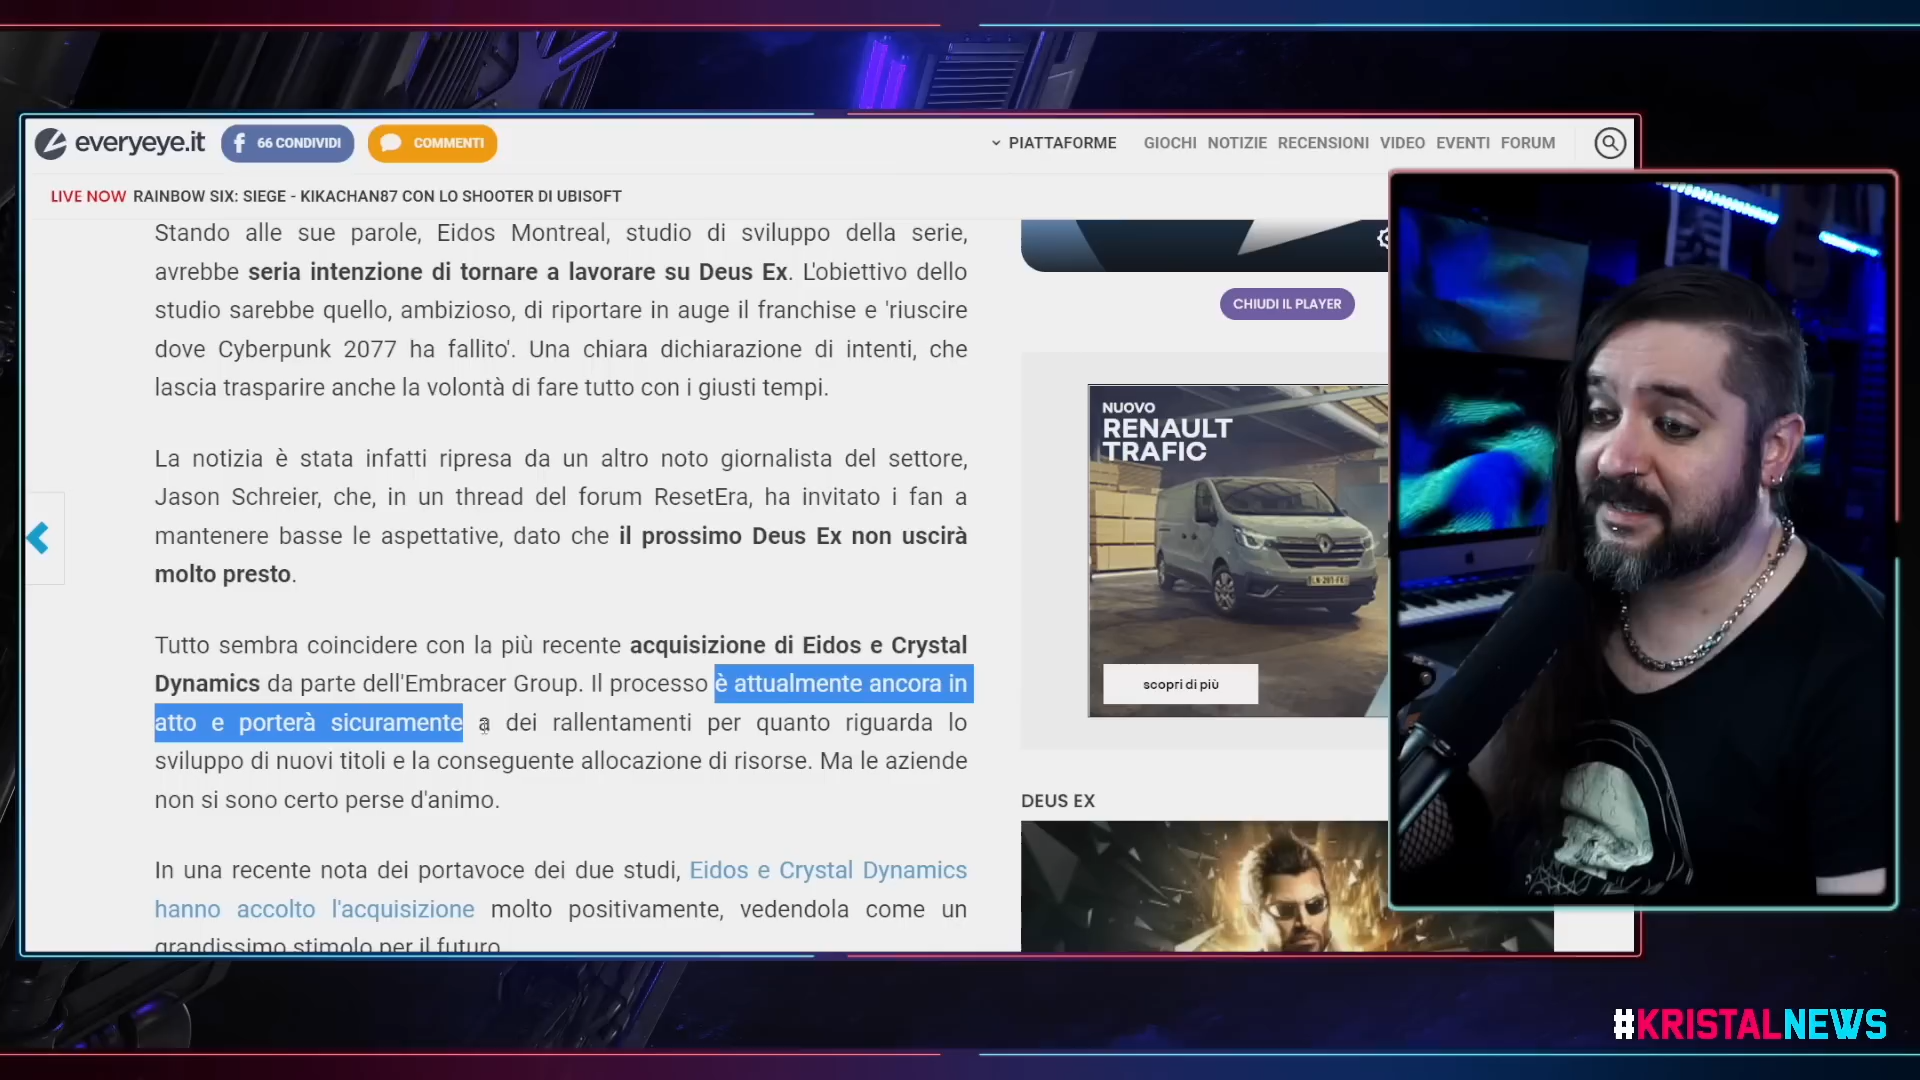 everyeye.it
66 CONDIVIDI
COMMENTI
PIATTAFORME
GIOCHI NOTIZIE RECENSIONI VIDEO EVENTI FORUM
LIVE NOW RAINBOW SIX: SIEGE - KIKACHAN87 CON LO SHOOTER DI UBISOFT
Stando alle sue parole, Eidos Montreal, studio di sviluppo della serie,
avrebbe seria intenzione di tornare a lavorare su Deus Ex. L'obiettivo dello
studio sarebbe quello, ambizioso, di riportare in auge il franchise e 'riuscire
dove Cyberpunk 2077 ha fallito'. Una chiara dichiarazione di intenti, che
lascia trasparire anche la volontà di fare tutto con i giusti tempi.
La notizia è stata infatti ripresa da un altro noto giornalista del settore,
Jason Schreier, che, in un thread del forum ResetEra, ha invitato i fan a
mantenere basse le aspettative, dato che il prossimo Deus Ex non uscirà
molto presto.
Tutto sembra coincidere con la più recente acquisizione di Eidos e Crystal
Dynamics da parte dell'Embracer Group. Il processo è attualmente ancora in
atto e porterà sicuramente a dei rallentamenti per quanto riguarda lo
sviluppo di nuovi titoli e la conseguente allocazione di risorse. Ma le aziende
non si sono certo perse d'animo.
In una recente nota dei portavoce dei due studi, Eidos e Crystal Dynamics
hanno accolto l'acquisizione molto positivamente, vedendola come un
grandissimo stimolo per il futuro.
CHIUDI IL PLAYER
NUOVO
RENAULT
TRAFIC
scopri di più
DEUS EX
#KRISTALNEWS